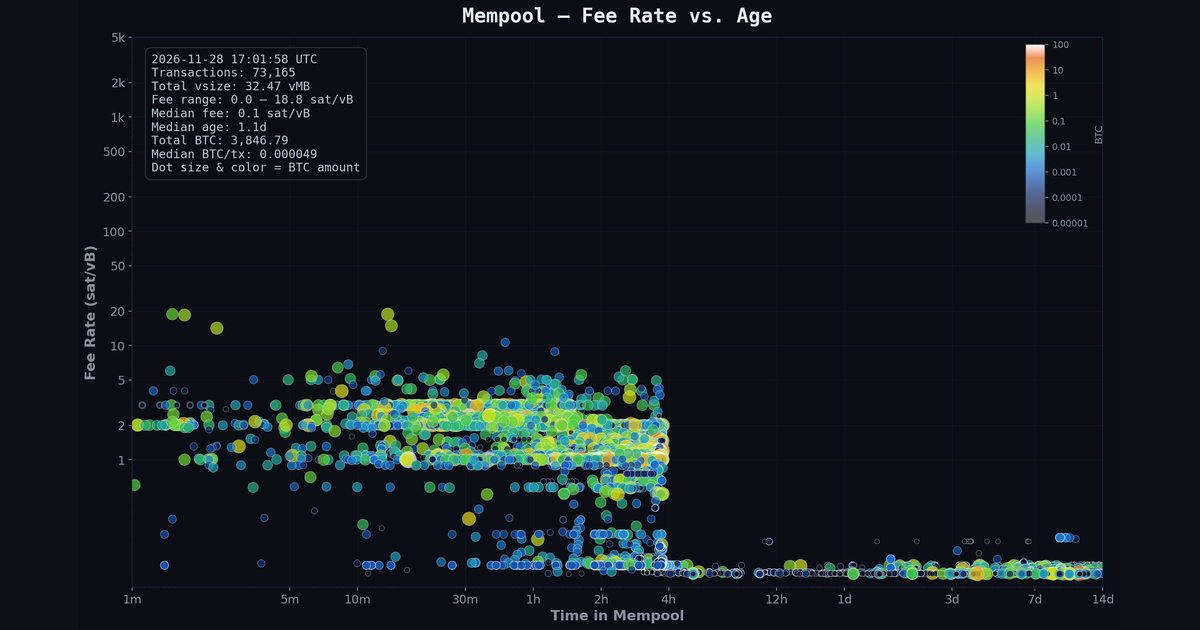 Mempool — Fee Rate vs. Age
2026-11-28 17:01:58 UTC
Transactions: 73,165
Total vsize: 32.47 vMB
Fee range: 0.0 — 18.8 sat/vB
Median fee: 0.1 sat/vB
Median age: 1.1d
Total BTC: 3,846.79
Median BTC/tx: 0.000049
Dot size & color = BTC amount
5k
2k
1k
500
200
100
50
20
10
5
2
1
Fee Rate (sat/vB)
100
10
1
0.1
0.01
0.001
0.0001
0.00001
BTC
1m 5m 10m 30m 1h 2h 4h 12h 1d 3d 7d 14d
Time in Mempool